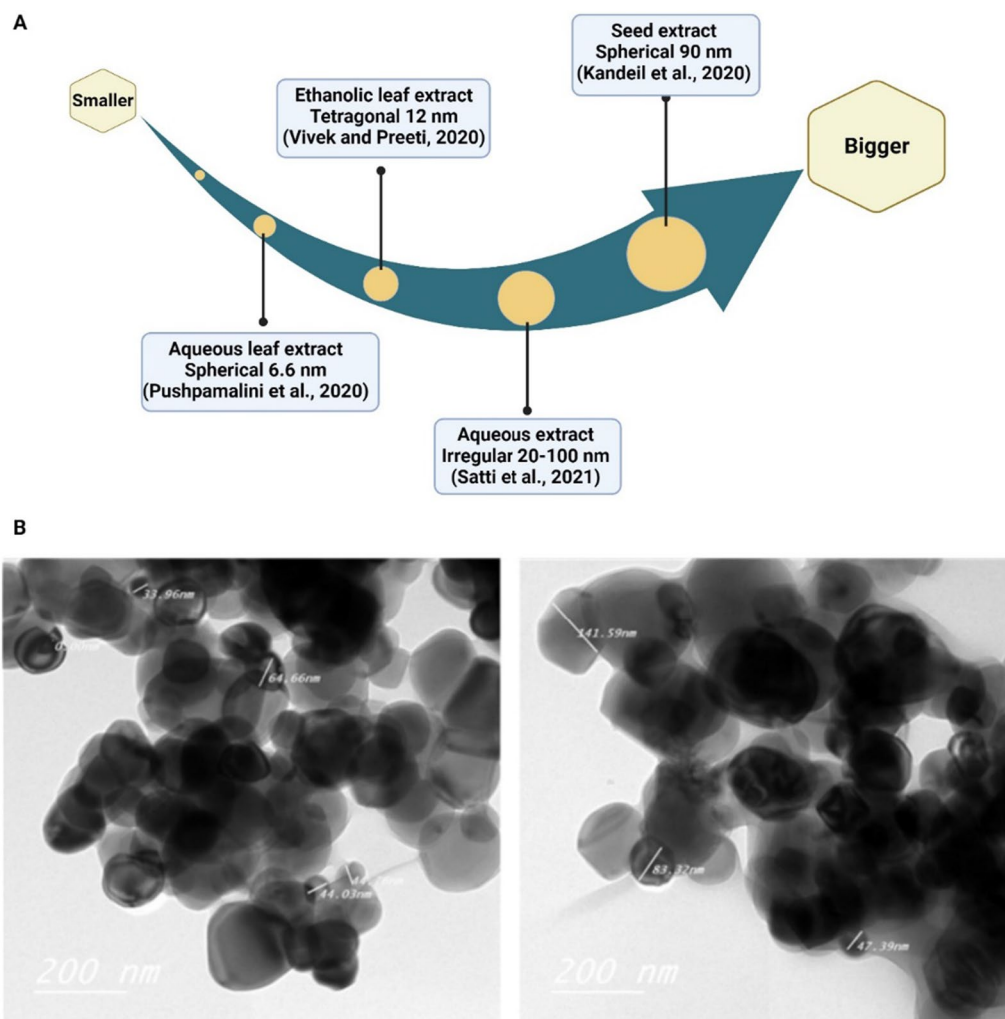 A
Smaller
Ethanolic leaf extract
Tetragonal 12 nm
(Vivek and Preeti, 2020)
Seed extract
Spherical 90 nm
(Kandeil et al., 2020)
Bigger
Aqueous leaf extract
Spherical 6.6 nm
(Pushpamalini et al., 2020)
Aqueous extract
Irregular 20-100 nm
(Satti et al., 2021)
B
33.96nm
64.66nm
44.03nm
200 nm
141.59nm
83.32nm
47.39nm
200 nm